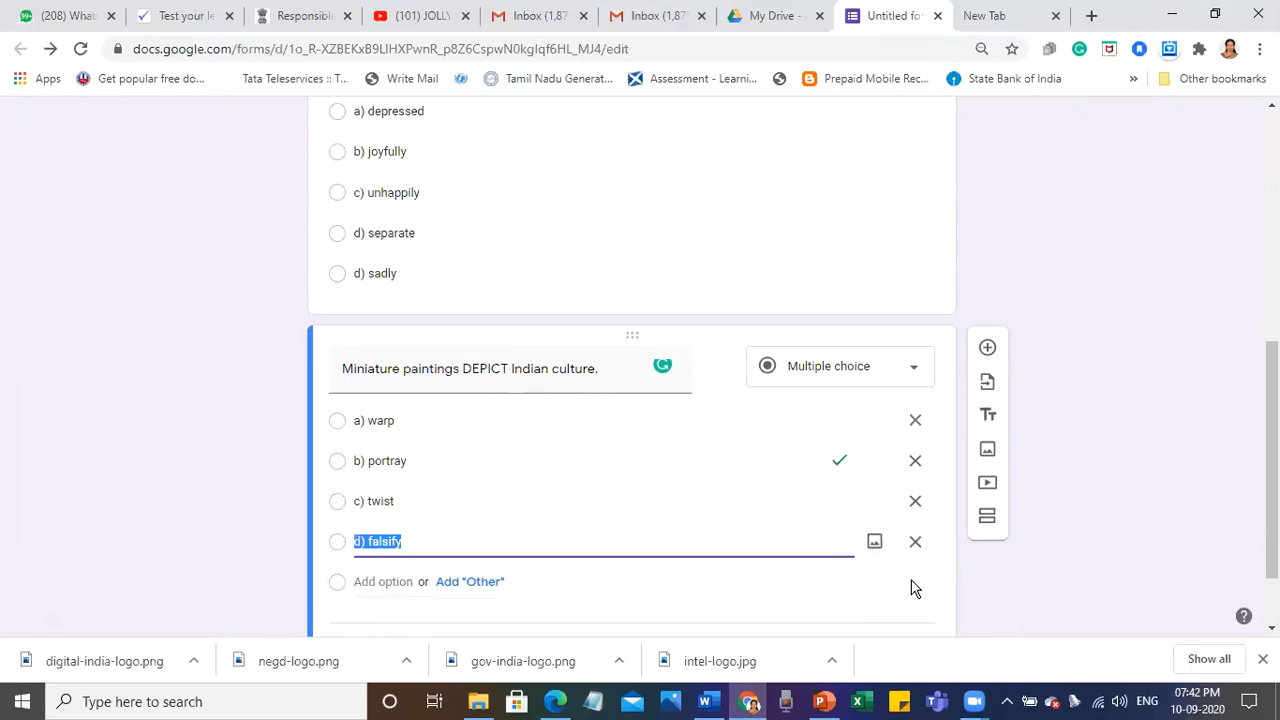 (208) Whats
Test your le
Responsibi
(101) JOLLY
Inbox (1,87
Inbox (1,87
My Drive -
Untitled fo
New Tab
docs.google.com/forms/d/1o_R-XZBEKxB9LIHXPwnR_p8Z6CspwN0kgIqf6HL_MJ4/edit
Apps
Get popular free do...
Tata Teleservices ::. T...
Write Mail
Tamil Nadu Generat...
Assessment - Learni...
Prepaid Mobile Rec...
State Bank of India
»
Other bookmarks
a) depressed
b) joyfully
c) unhappily
d) separate
d) sadly
Miniature paintings DEPICT Indian culture.
Multiple choice
a) warp
b) portray
c) twist
d) falsify
Add option or Add "Other"
digital-india-logo.png
negd-logo.png
gov-india-logo.png
intel-logo.jpg
Show all
Type here to search
ENG
07:42 PM
10-09-2020